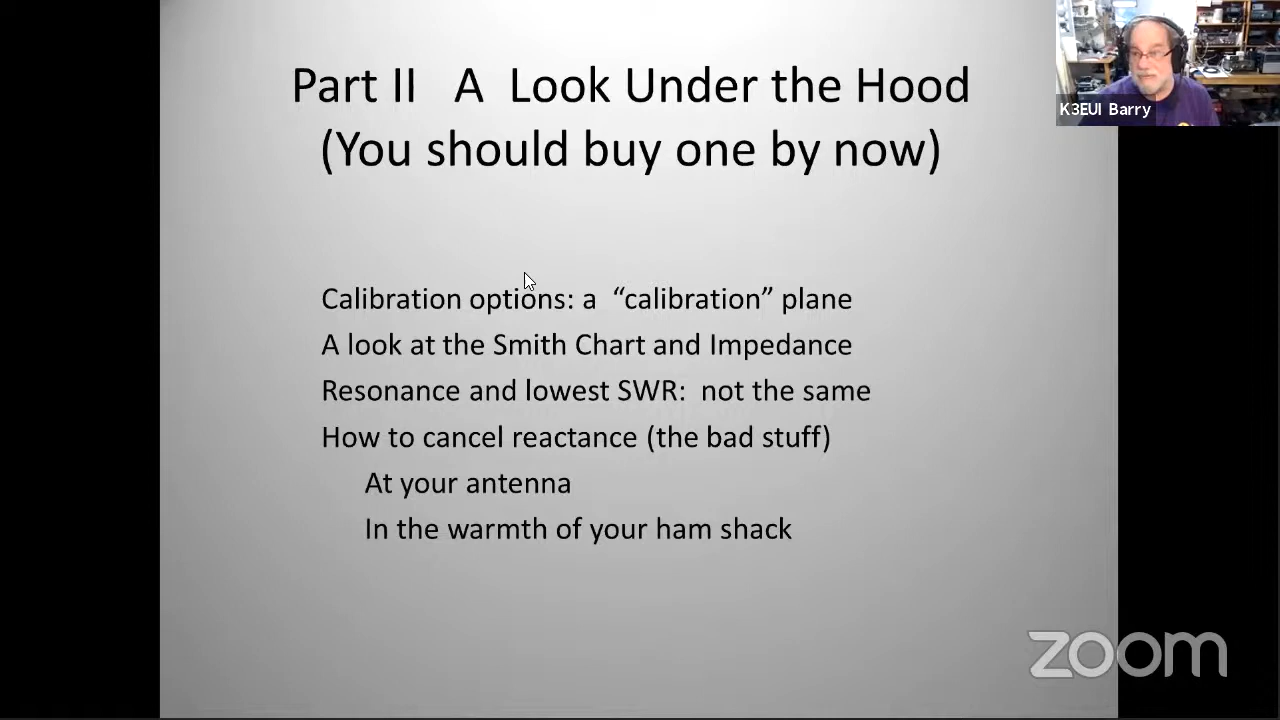 Part II A Look Under the Hood
(You should buy one by now)
K3EUI Barry
Calibration options: a “calibration” plane
A look at the Smith Chart and Impedance
Resonance and lowest SWR: not the same
How to cancel reactance (the bad stuff)
At your antenna
In the warmth of your ham shack
zoom